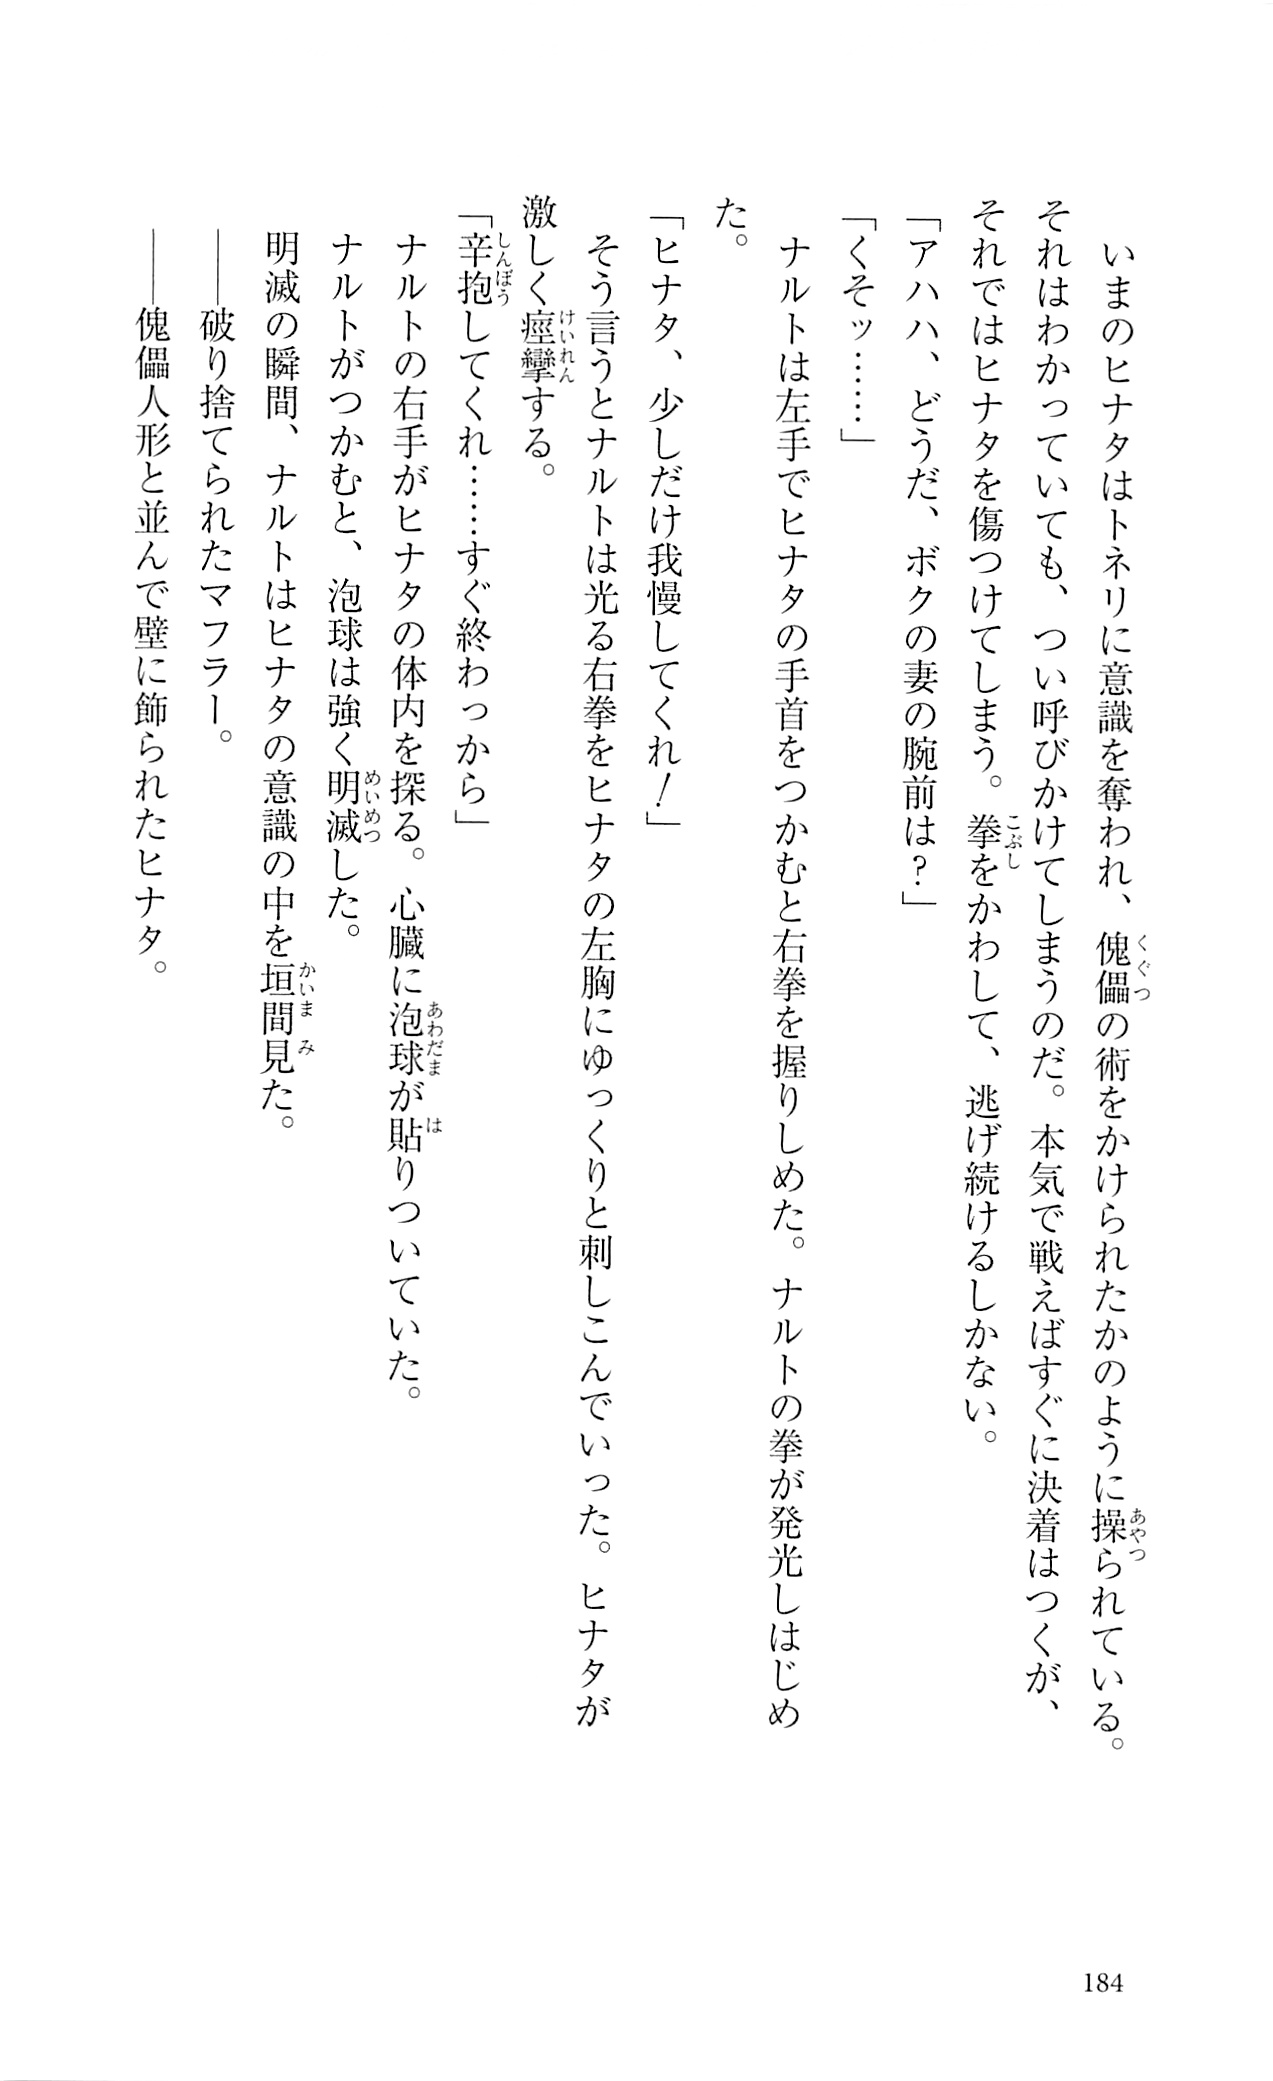 いまのヒナタはトネリに意識を奪われ、傀儡の術をかけられたかのように操られている。
それはわかっていても、つい呼びかけてしまうのだ。本気で戦えばすぐに決着はつくが、
それではヒナタを傷つけてしまう。拳をかわして、逃げ続けるしかない。
「アハハ、どうだ、ボクの妻の腕前は？」
「くそッ……」
　ナルトは左手でヒナタの手首をつかむと右拳を握りしめた。ナルトの拳が発光しはじめ
た。
「ヒナタ、少しだけ我慢してくれ！」
　そう言うとナルトは光る右拳をヒナタの左胸にゆっくりと刺しこんでいった。ヒナタが
激しく痙攣する。
「辛抱してくれ……すぐ終わっから」
　ナルトの右手がヒナタの体内を探る。心臓に泡球が貼りついていた。
　ナルトがつかむと、泡球は強く明滅した。
　明滅の瞬間、ナルトはヒナタの意識の中を垣間見た。
　――破り捨てられたマフラー。
　――傀儡人形と並んで壁に飾られたヒナタ。
184